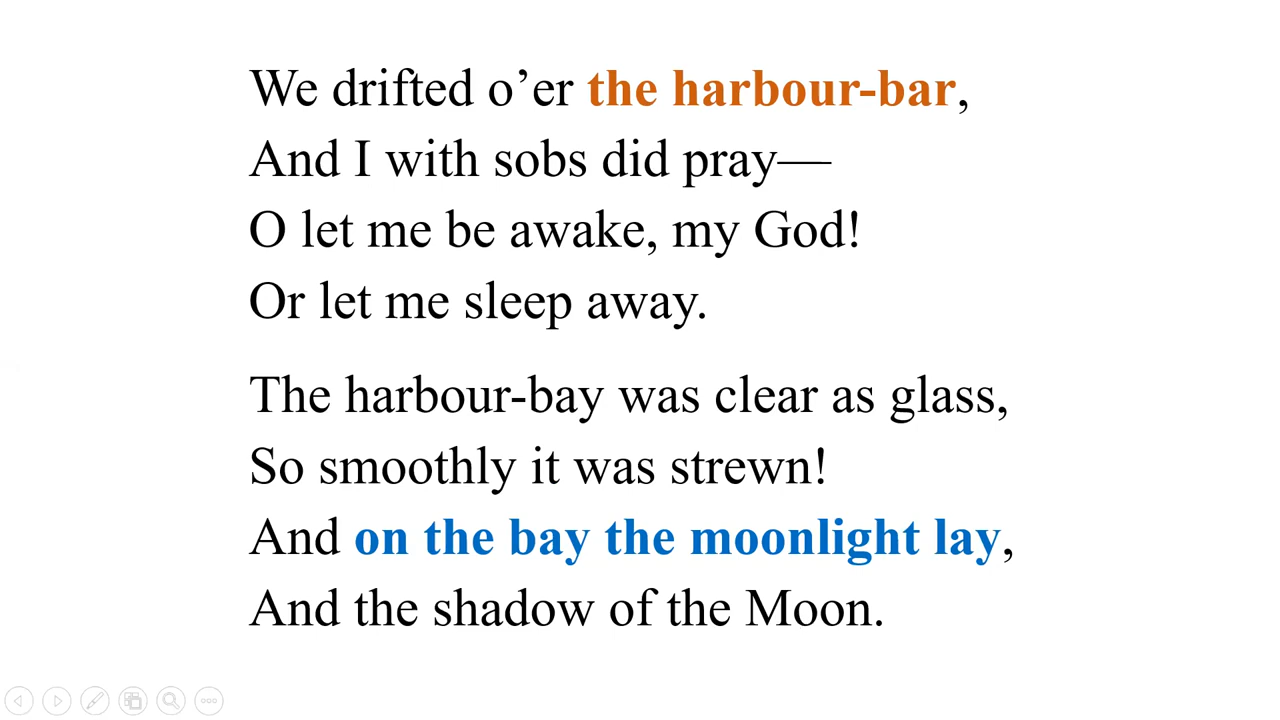 We drifted o’er the harbour-bar,
And I with sobs did pray—
O let me be awake, my God!
Or let me sleep away.
The harbour-bay was clear as glass,
So smoothly it was strewn!
And on the bay the moonlight lay,
And the shadow of the Moon.